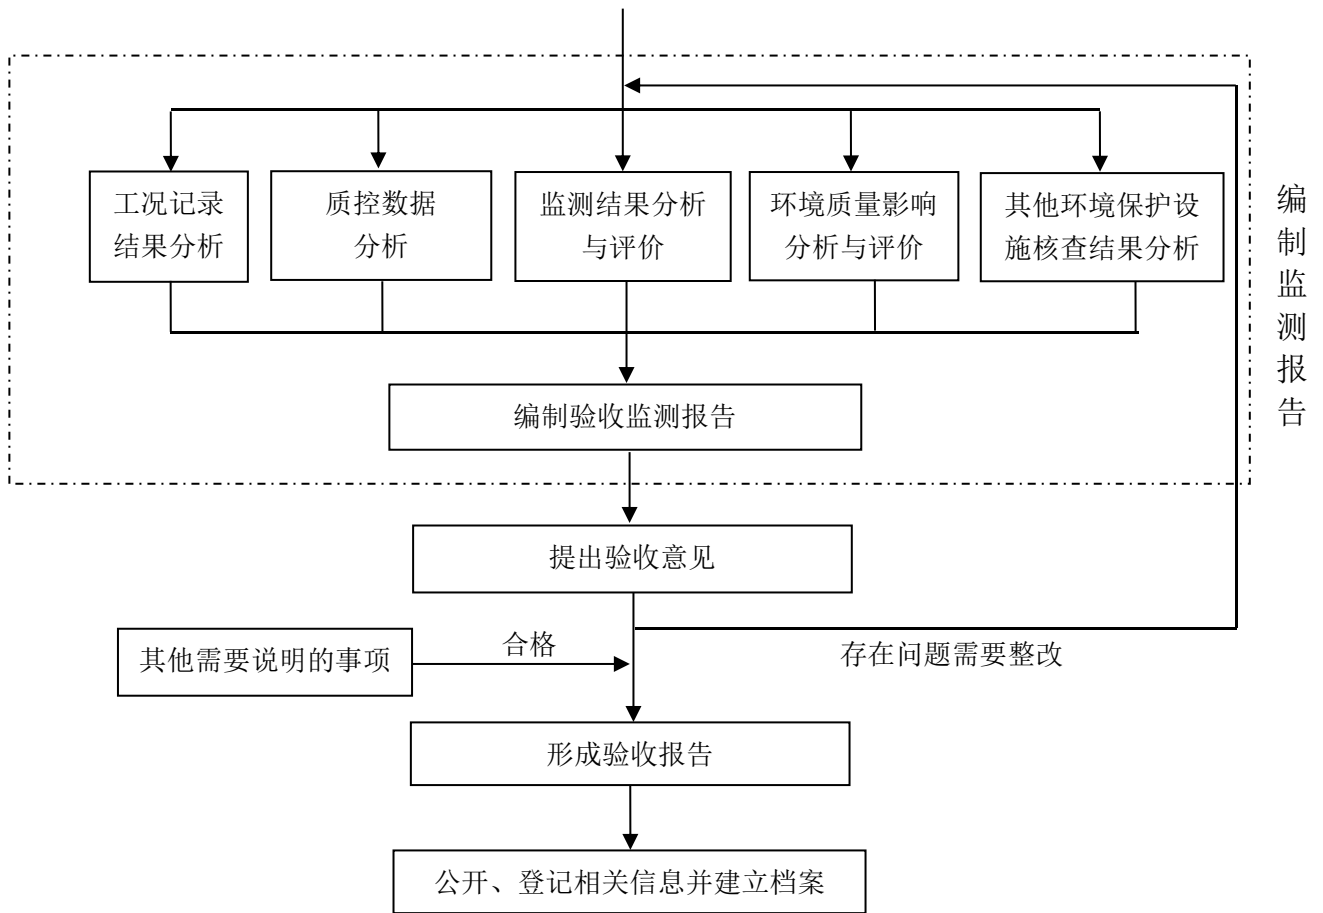 工况记录
结果分析
质控数据
分析
监测结果分析
与评价
环境质量影响
分析与评价
其他环境保护设
施核查结果分析
编制监测报告
编制验收监测报告
提出验收意见
其他需要说明的事项
合格
存在问题需要整改
形成验收报告
公开、登记相关信息并建立档案